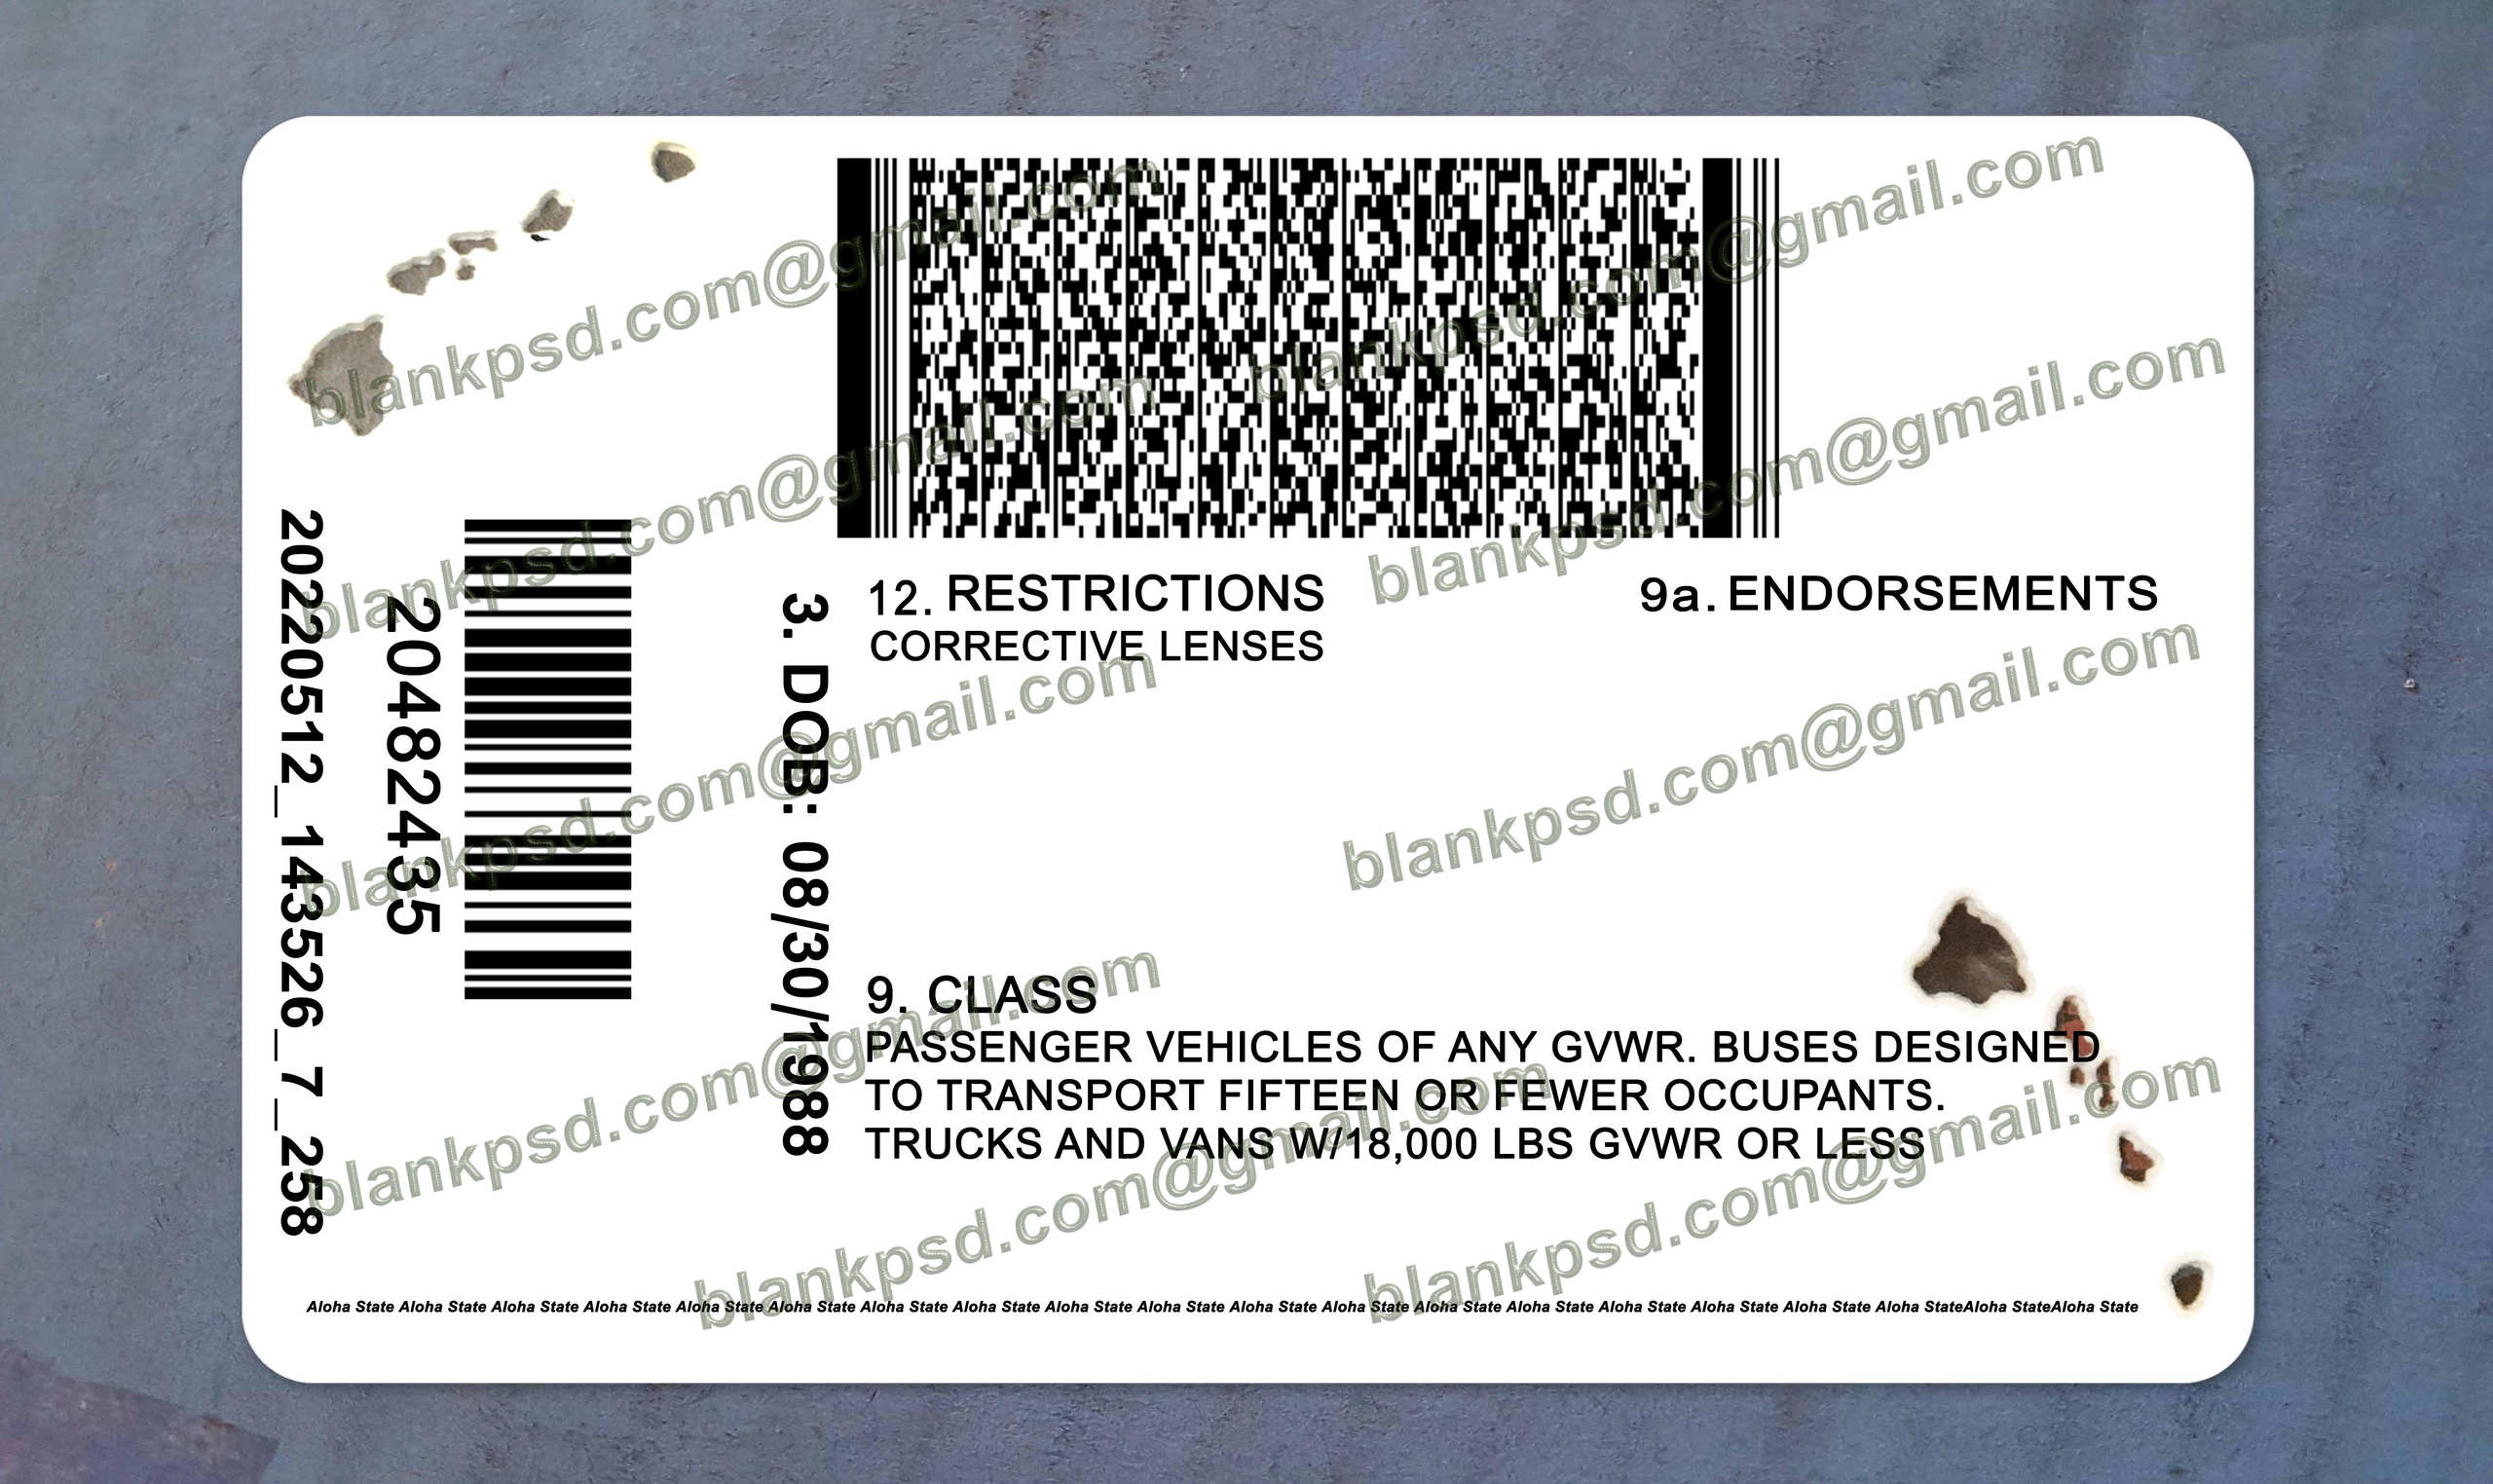 blankpsd.com@gmail.com
blankpsd.com@gmail.com
blankpsd.com@gmail.com
blankpsd.com@gmail.com
20220512_143526_7_258
20482435
3. DOB: 08/30/1988
12. RESTRICTIONS
CORRECTIVE LENSES
9a. ENDORSEMENTS
blankpsd.com@gmail.com
blankpsd.com@gmail.com
9. CLASS
PASSENGER VEHICLES OF ANY GVWR. BUSES DESIGNED
TO TRANSPORT FIFTEEN OR FEWER OCCUPANTS.
TRUCKS AND VANS W/18,000 LBS GVWR OR LESS
blankpsd.com@gmail.com
blankpsd.com@gmail.com
blankpsd.com@gmail.com
Aloha State Aloha State Aloha State Aloha State Aloha State Aloha State Aloha State Aloha State Aloha State Aloha State Aloha State Aloha State Aloha State Aloha State Aloha State Aloha State Aloha State Aloha StateAloha StateAloha State